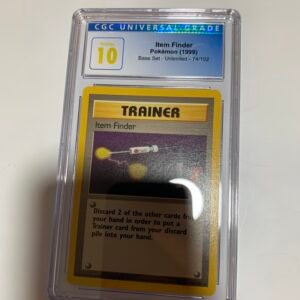 CGC UNIVERSAL GRADE
10
Item Finder
Pokémon (1999)
Base Set - Unlimited - 74/102
TRAINER
Item Finder
Discard 2 of the other cards from
your hand in order to put a
Trainer card from your discard
pile into your hand.